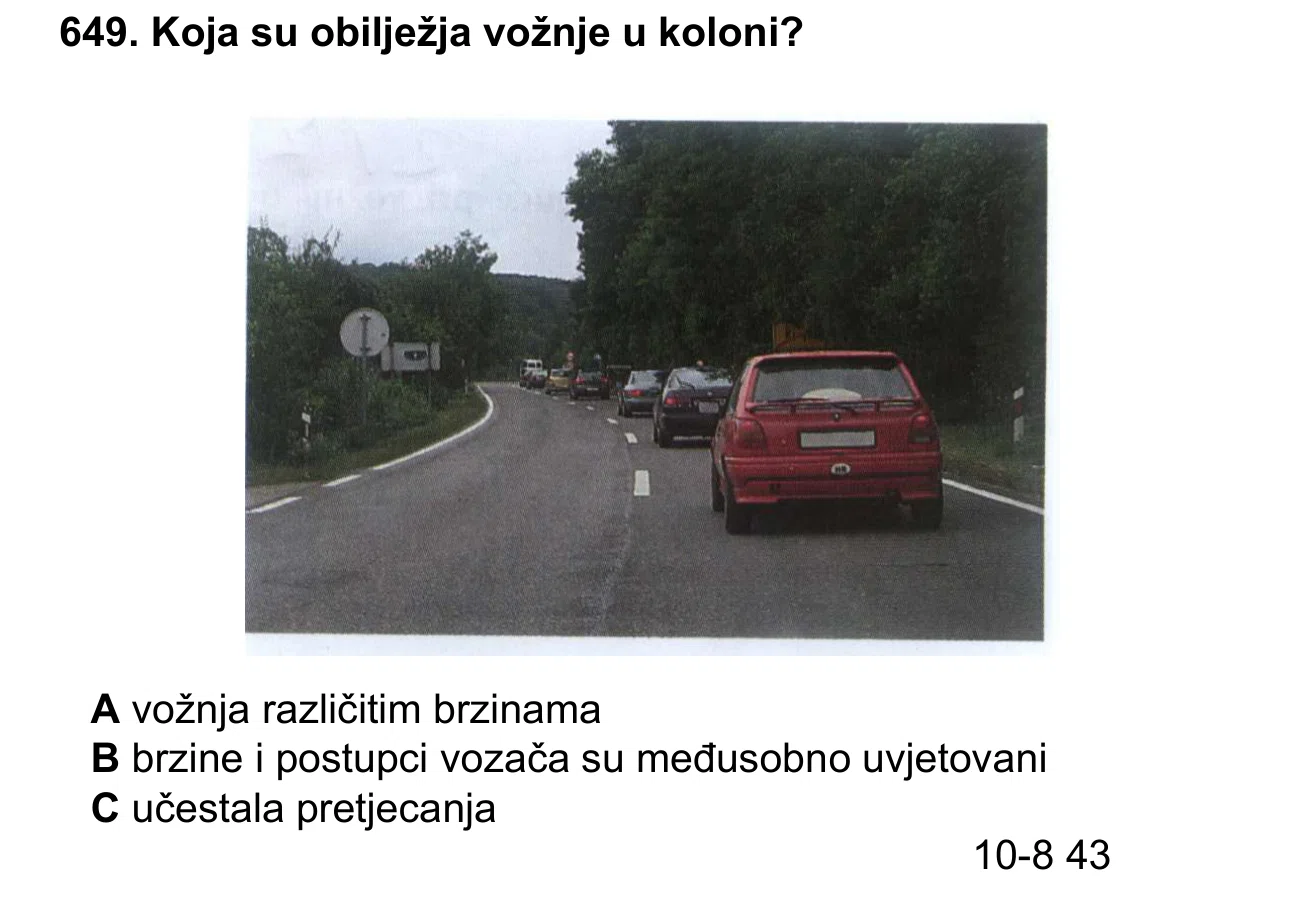 649. Koja su obilježja vožnje u koloni?
HR
A vožnja različitim brzinama
B brzine i postupci vozača su međusobno uvjetovani
C učestala pretjecanja
10-8 43